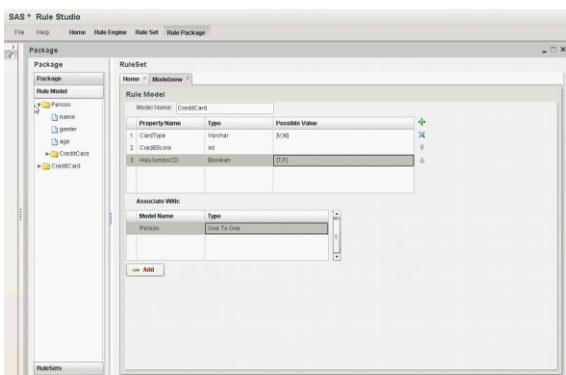 SAS® Rule Studio
File Help Home Rule Engine Rule Set Rule Package
Package
Package RuleSet
Package Home Modelnew
Rule Model Rule Model
Person Model Name: CreditCard
name Property Name Type Possible Value
gender 1 CardType Varchar [V,M]
age 2 CreditScore int
CreditCard 3 HasJumboCD Boolean [T,F]
CreditCard
Associate With:
Model Name Type
Person One To One
Add
RuleSets